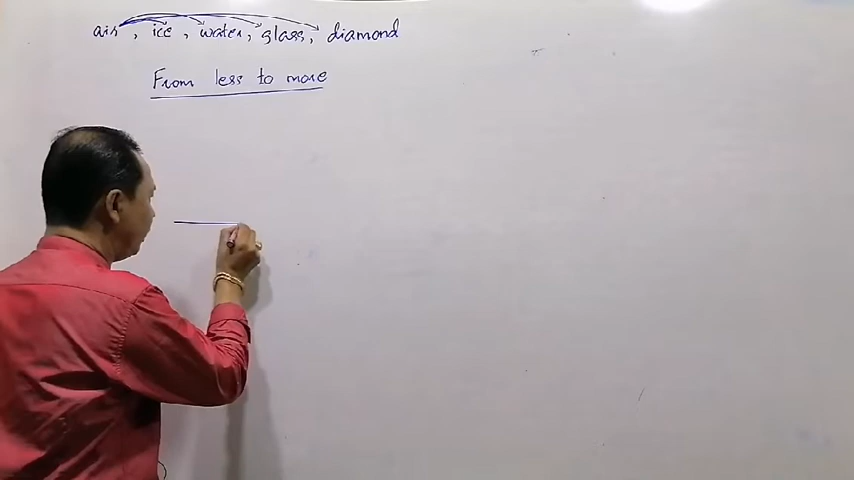 air , ice , water, glass, diamond
From less to more